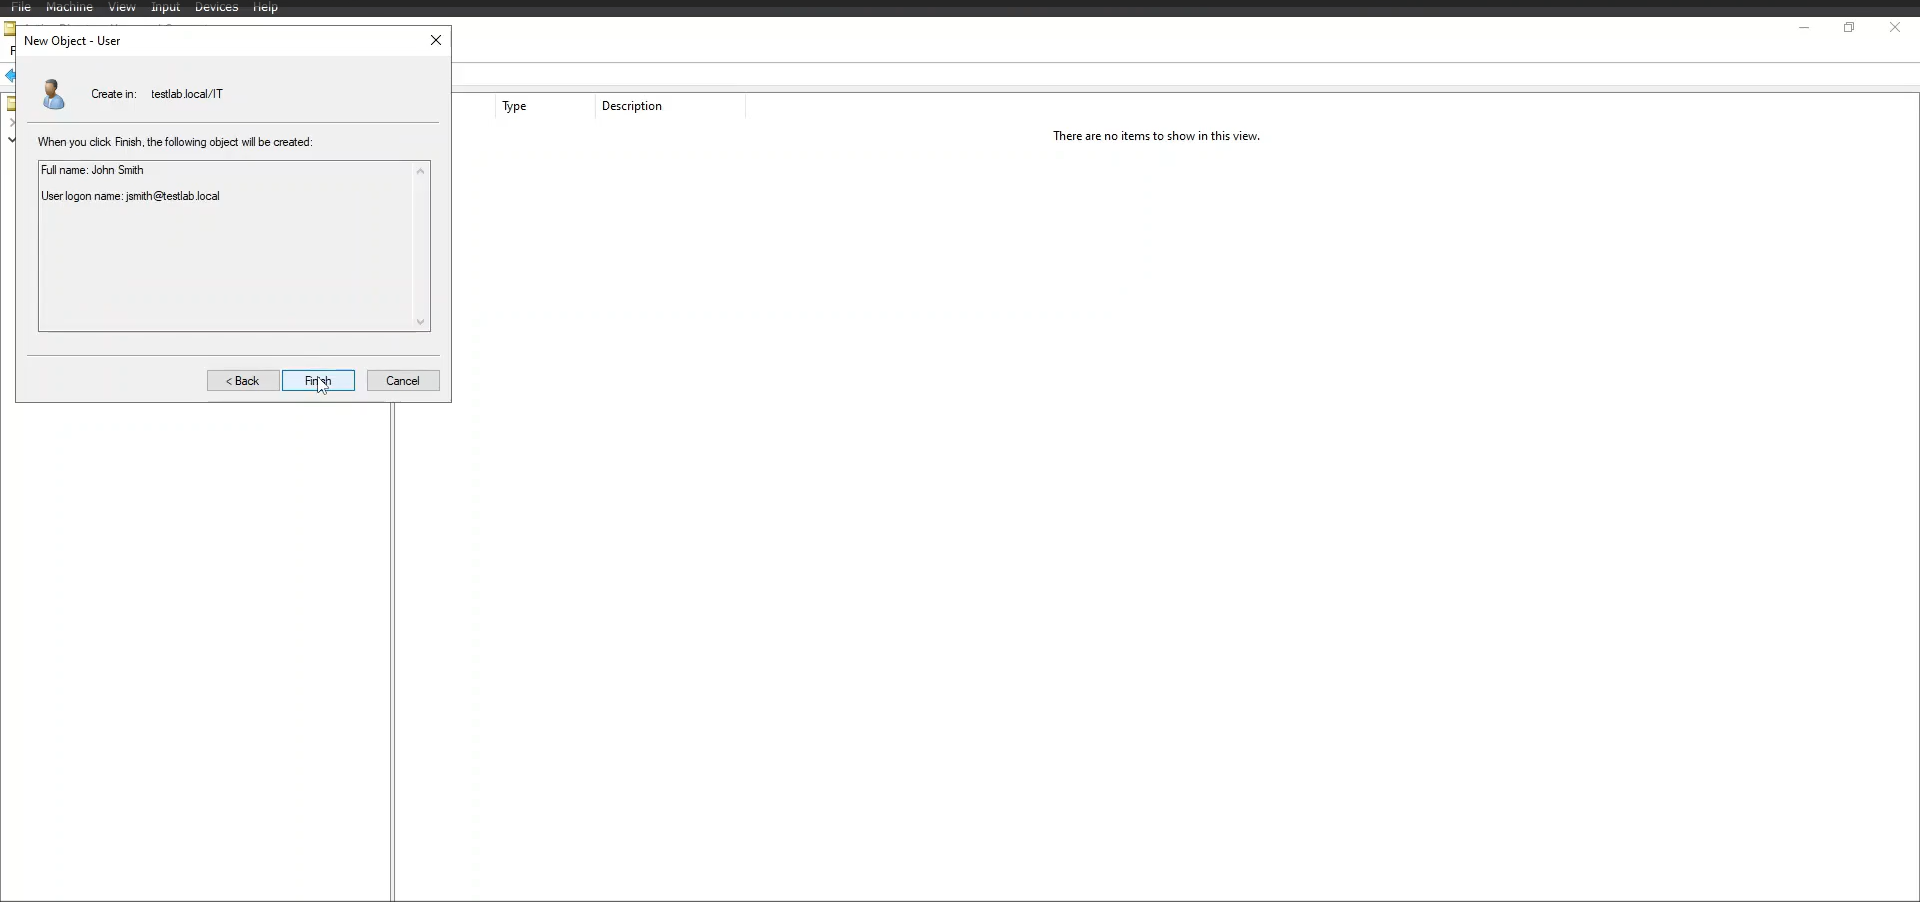 File Machine View Input Devices Help
New Object - User
Create in: testlab.local/IT
When you click Finish, the following object will be created:
Full name: John Smith
User logon name: jsmith@testlab.local
< Back
Finish
Cancel
Type
Description
There are no items to show in this view.